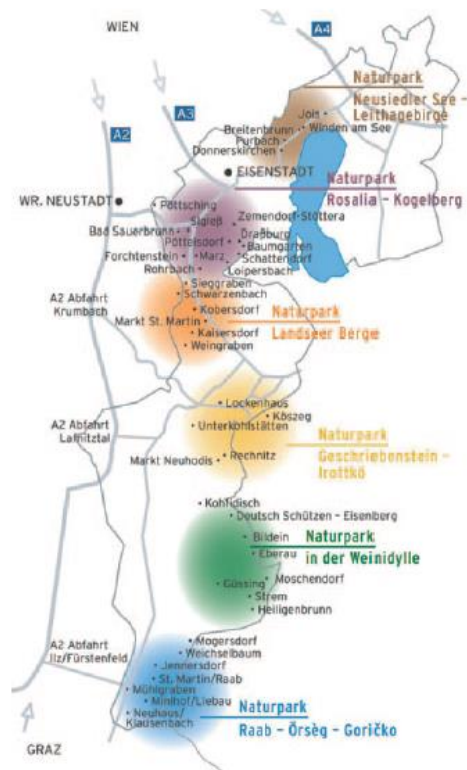 WIEN
A4
A3
A2
Naturpark
Neusiedler See –
Leithagebirge
Jois
Breitenbrunn
Winden am See
Purbach
Donnerskirchen
EISENSTADT
Naturpark
Rosalia – Kogelberg
WR. NEUSTADT
Pöttsching
Sigleß
Zemendorf-Stöttera
Bad Sauerbrunn
Draßburg
Pöttelsdorf
Baumgarten
Forchtenstein
Marz
Schattendorf
Rohrbach
Loipersbach
Sieggraben
Schwarzenbach
A2 Abfahrt
Krumbach
Kobersdorf
Markt St. Martin
Kaisersdorf
Weingraben
Naturpark
Landseer Berge
Lockenhaus
Köszeg
A2 Abfahrt
Lafnitztal
Unterkohlstätten
Rechnitz
Markt Neuhodis
Naturpark
Geschriebenstein –
Irottkö
Kohfidisch
Deutsch Schützen – Eisenberg
Bildein
Eberau
Naturpark
in der Weinidylle
Güssing
Moschendorf
Strem
Heiligenbrunn
A2 Abfahrt
Ilz/Fürstenfeld
Mogersdorf
Weichselbaum
Jennersdorf
St. Martin/Raab
Mühlgraben
Minihof/Liebau
Neuhaus/
Klausenbach
Naturpark
Raab – Örsèg – Goričko
GRAZ